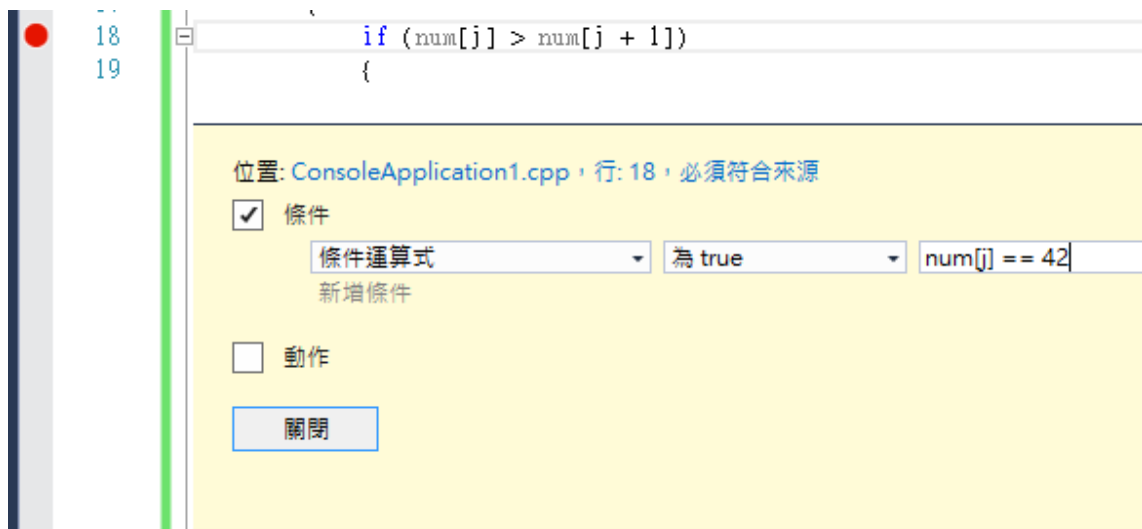 18 if (num[j] > num[j + 1])
19 {
位置: ConsoleApplication1.cpp，行: 18，必須符合來源
條件
條件運算式 為 true num[j] == 42
新增條件
動作
關閉